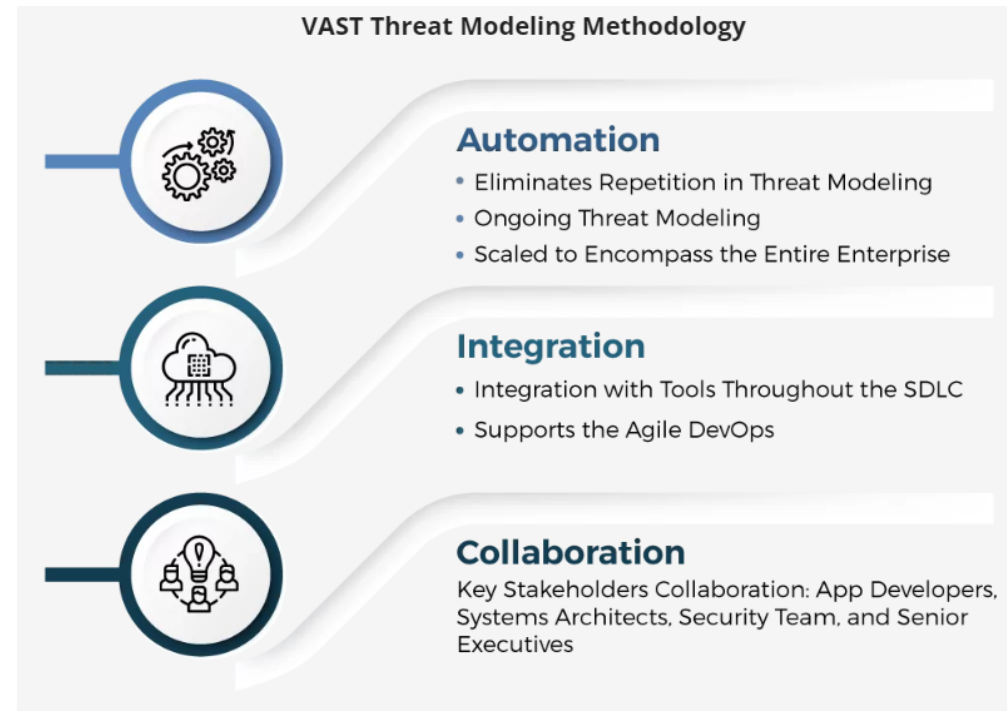 VAST Threat Modeling Methodology
Automation
• Eliminates Repetition in Threat Modeling
• Ongoing Threat Modeling
• Scaled to Encompass the Entire Enterprise
Integration
• Integration with Tools Throughout the SDLC
• Supports the Agile DevOps
Collaboration
Key Stakeholders Collaboration: App Developers,
Systems Architects, Security Team, and Senior
Executives